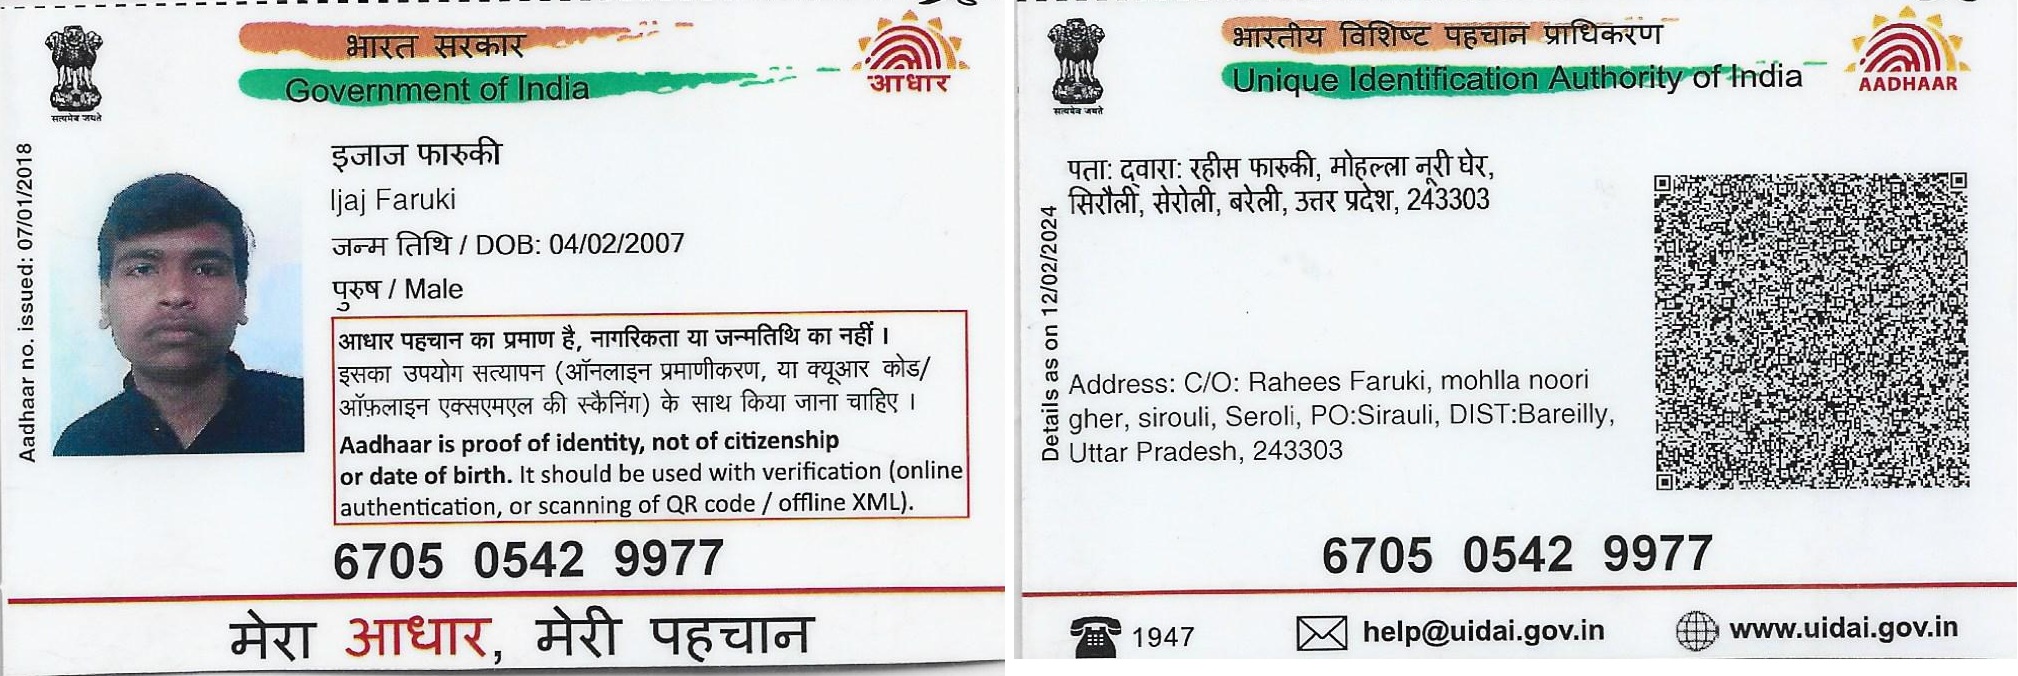 भारत सरकार
Government of India
सत्यमेव जयते
आधार
Aadhaar no. issued: 07/01/2018
इजाज फारुकी
Ijaj Faruki
जन्म तिथि / DOB: 04/02/2007
पुरुष / Male
आधार पहचान का प्रमाण है, नागरिकता या जन्मतिथि का नहीं ।
इसका उपयोग सत्यापन (ऑनलाइन प्रमाणीकरण, या क्यूआर कोड/
ऑफ़लाइन एक्सएमएल की स्कैनिंग) के साथ किया जाना चाहिए ।
Aadhaar is proof of identity, not of citizenship
or date of birth. It should be used with verification (online
authentication, or scanning of QR code / offline XML).
6705 0542 9977
मेरा आधार, मेरी पहचान
भारतीय विशिष्ट पहचान प्राधिकरण
Unique Identification Authority of India
सत्यमेव जयते
AADHAAR
Details as on 12/02/2024
पता: द्वारा: रहीस फारुकी, मोहल्ला नूरी घेर,
सिरौली, सेरोली, बरेली, उत्तर प्रदेश, 243303
Address: C/O: Rahees Faruki, mohlla noori
gher, sirouli, Seroli, PO:Sirauli, DIST:Bareilly,
Uttar Pradesh, 243303
6705 0542 9977
1947
help@uidai.gov.in
www.uidai.gov.in